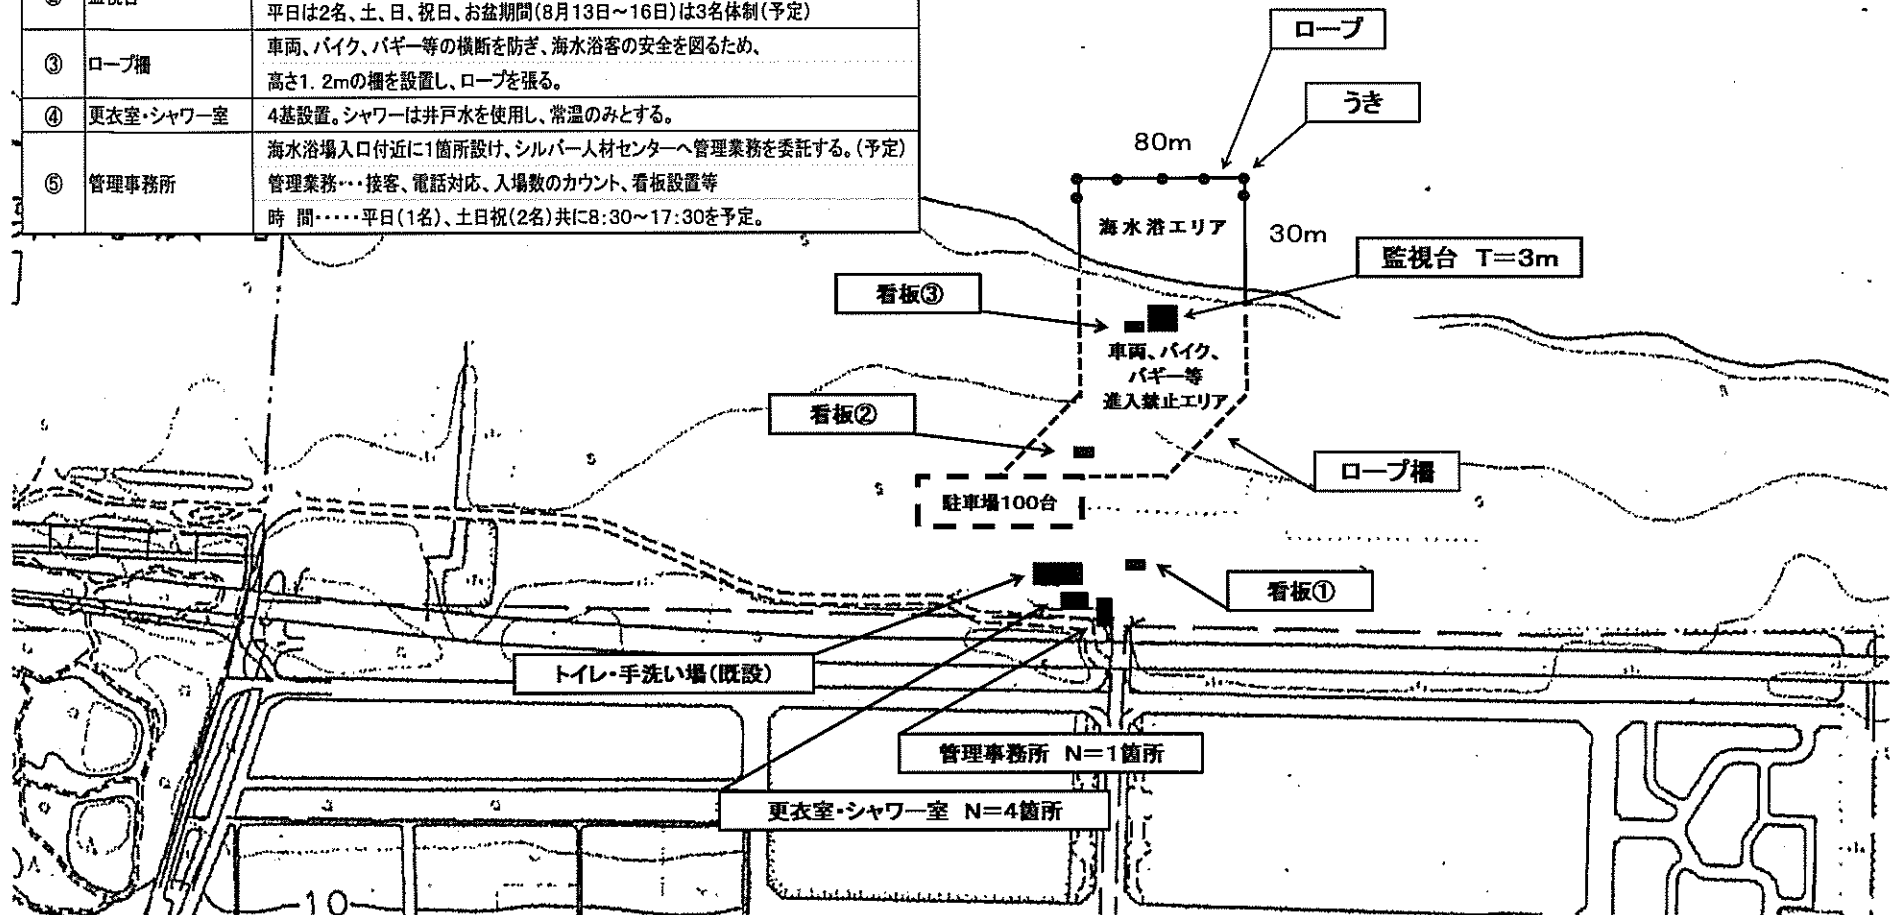 平日は2名、土、日、祝日、お盆期間(8月13日～16日)は3名体制(予定)
③ ロープ柵 車両、バイク、バギー等の横断を防ぎ、海水浴客の安全を図るため、
高さ1.2mの柵を設置し、ロープを張る。
④ 更衣室・シャワー室 4基設置。シャワーは井戸水を使用し、常温のみとする。
海水浴場入口付近に1箇所設け、シルバー人材センターへ管理業務を委託する。(予定)
⑤ 管理事務所 管理業務・・・接客、電話対応、入場数のカウント、看板設置等
時 間・・・・・平日(1名)、土日祝(2名)共に8:30～17:30を予定。
ロープ
うき
80m
海水浴エリア
30m
監視台 T=3m
看板③
車両、バイク、
バギー等
進入禁止エリア
看板②
ロープ柵
駐車場100台
看板①
トイレ・手洗い場(既設)
管理事務所 N=1箇所
更衣室・シャワー室 N=4箇所
10